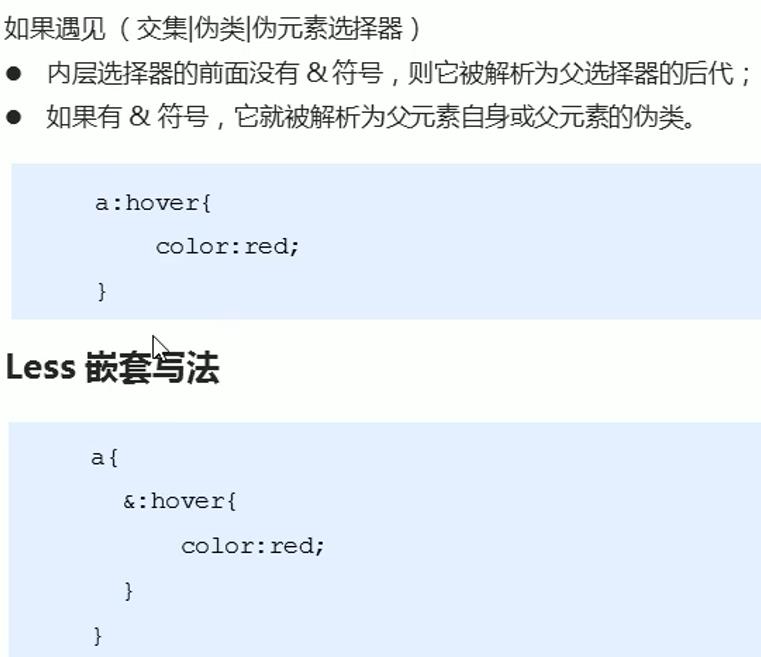 如果遇见（交集|伪类|伪元素选择器）
● 内层选择器的前面没有 & 符号，则它被解析为父选择器的后代；
● 如果有 & 符号，它就被解析为父元素自身或父元素的伪类。
a:hover{
color:red;
}
Less 嵌套写法
a{
&:hover{
color:red;
}
}